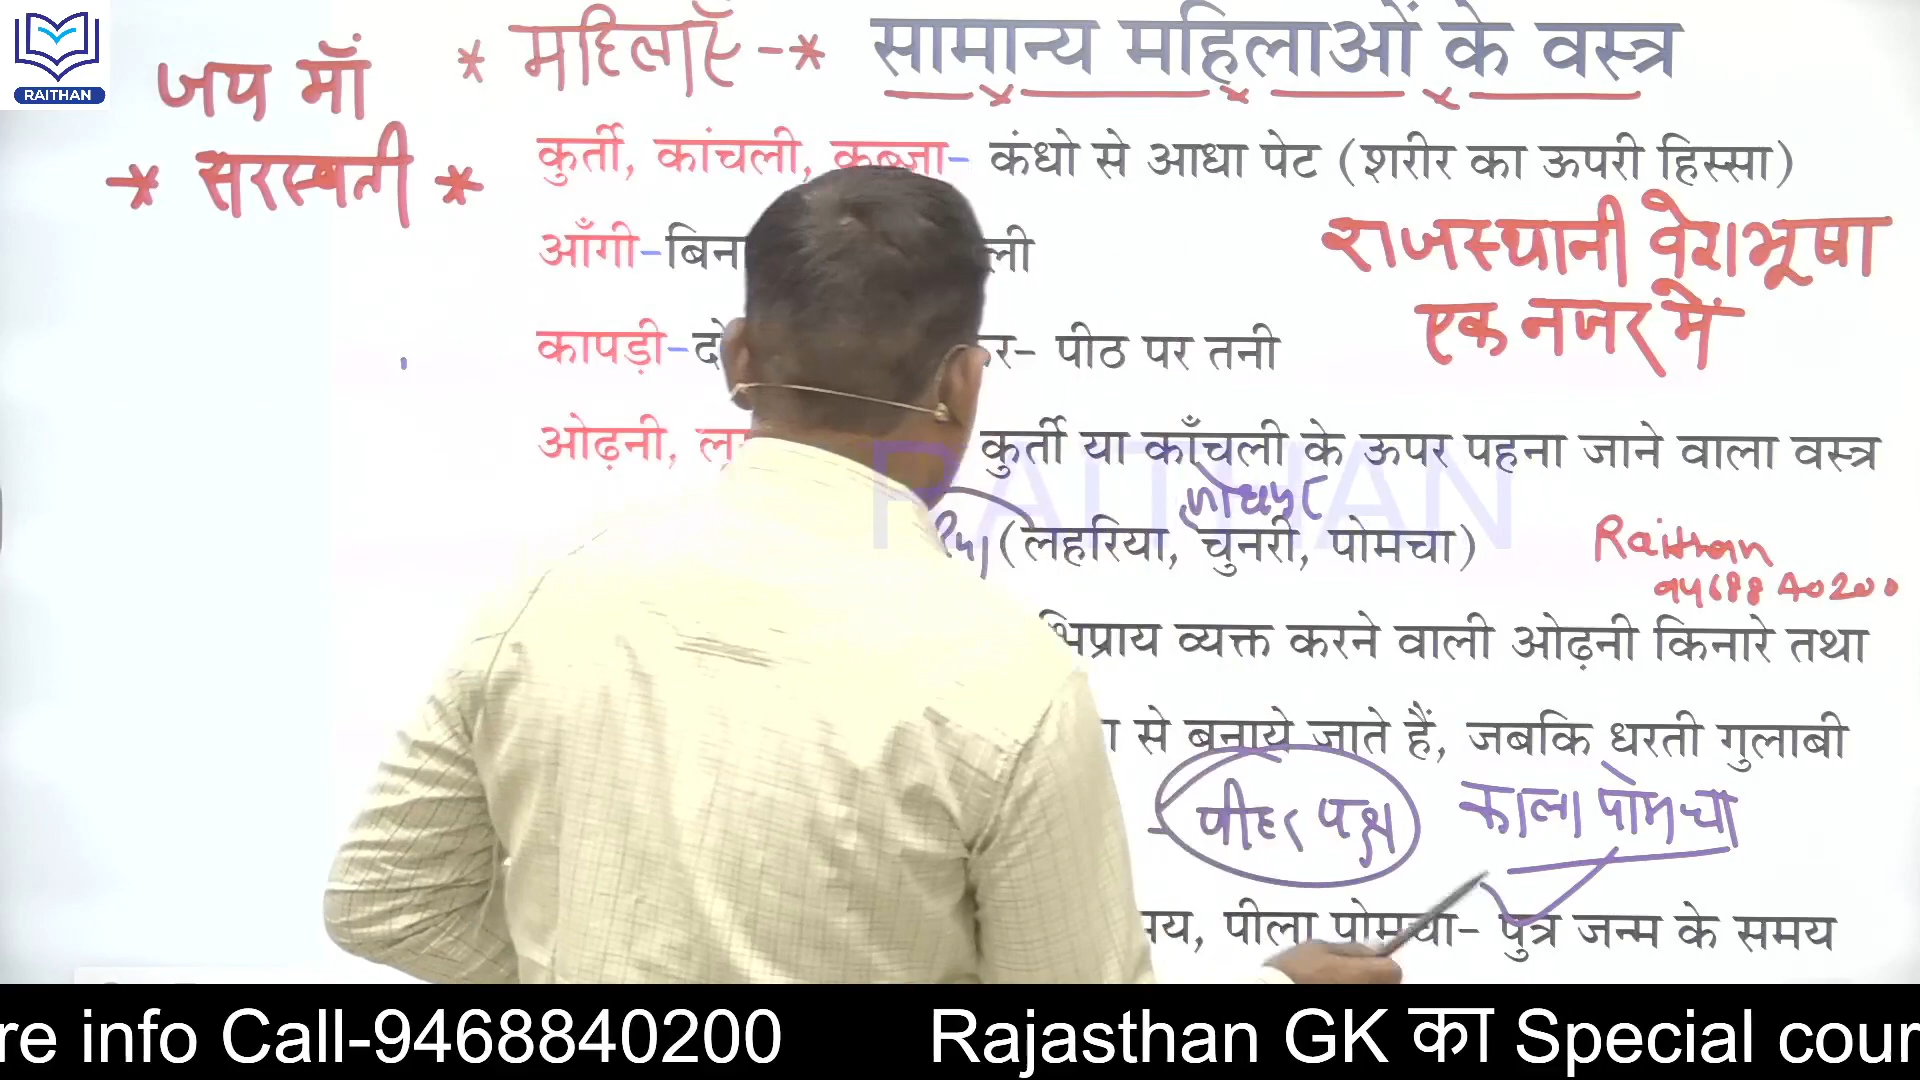 RAITHAN
जय माँ
* सरस्वती *
* महिलाएँ - *
सामान्य महिलाओं के वस्त्र
कुर्ती, कांचली, कब्जा- कंधो से आधा पेट (शरीर का ऊपरी हिस्सा)
राजस्थानी वेशभूषा
एक नजर में
आँगी-
कापड़ी- - पीठ पर तनी
ओढ़नी, कुर्ती या काँचली के ऊपर पहना जाने वाला वस्त्र
RAITHAN
जोधपुर
(लहरिया, चुनरी, पोमचा)
Raithan
9468840200
व्यक्त करने वाली ओढ़नी किनारे तथा
से बनाये जाते हैं, जबकि धरती गुलाबी
पीहर पक्ष
काला पोमचा
पीला पोमचा- पुत्र जन्म के समय
info Call-9468840200 Rajasthan GK का Special